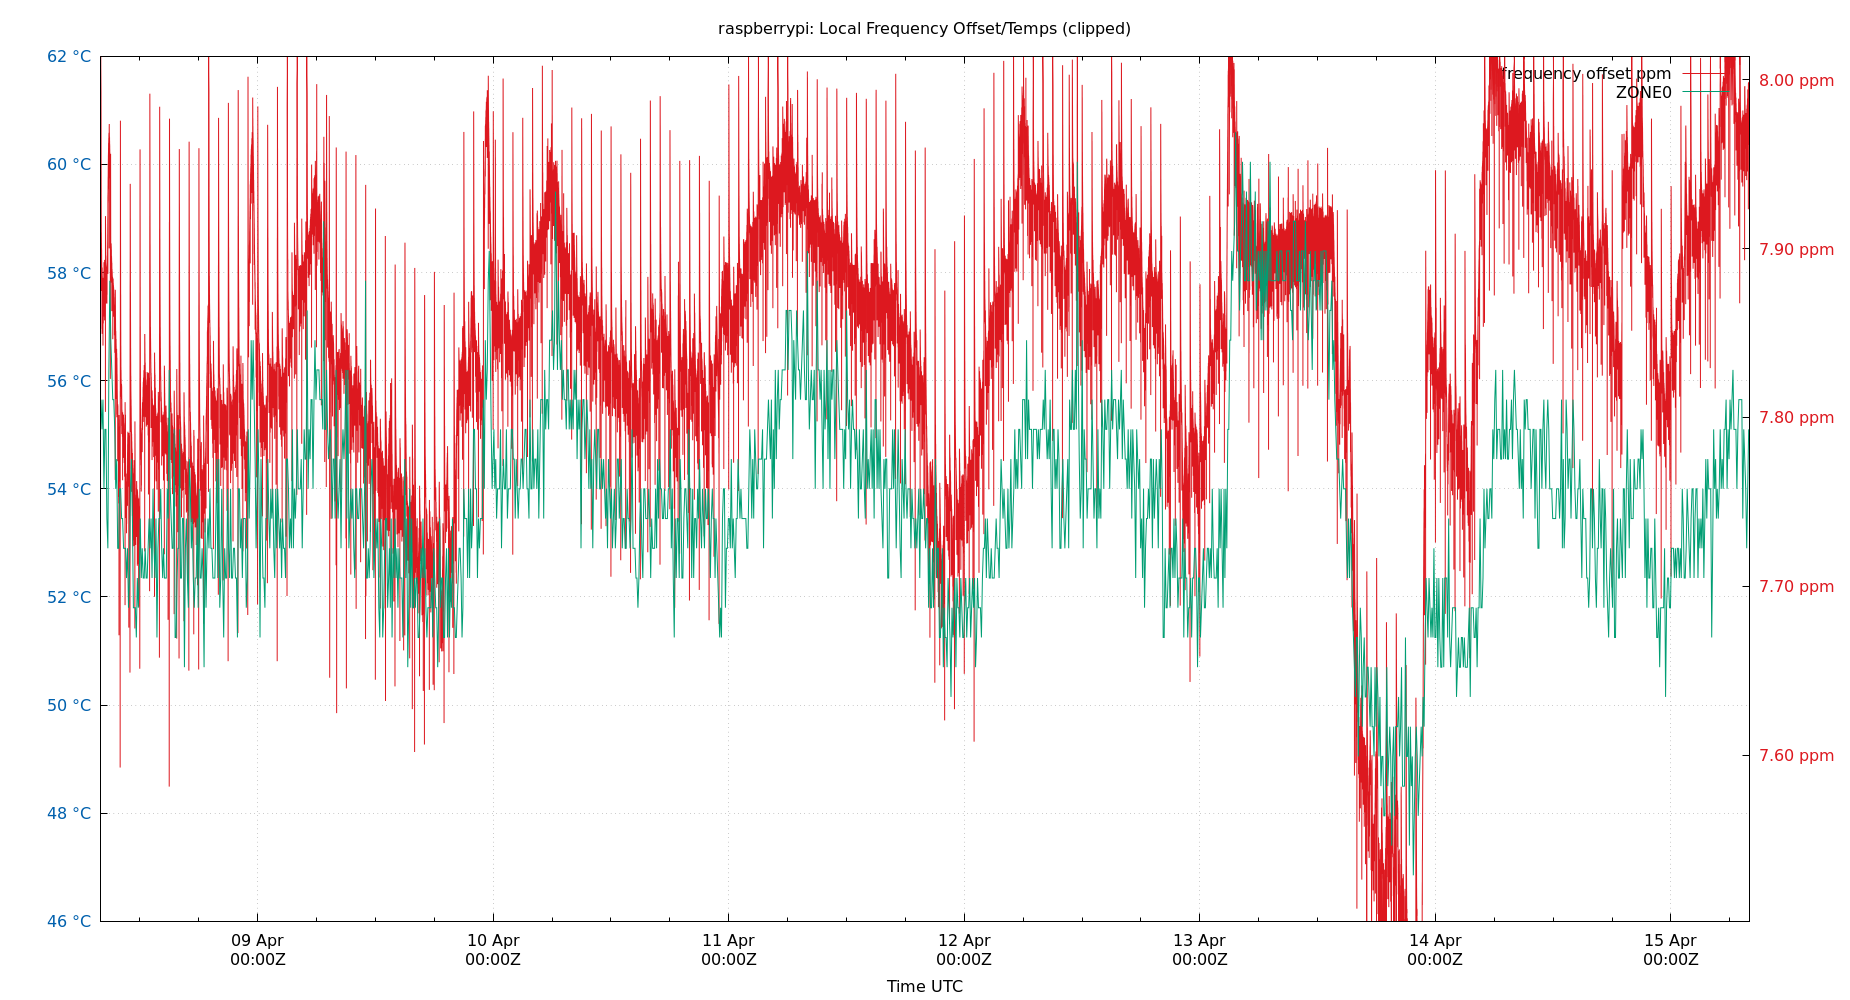 raspberrypi: Local Frequency Offset/Temps (clipped)
62 °C
60 °C
58 °C
56 °C
54 °C
52 °C
50 °C
48 °C
46 °C
frequency offset ppm
ZONE0
8.00 ppm
7.90 ppm
7.80 ppm
7.70 ppm
7.60 ppm
09 Apr 10 Apr 11 Apr 12 Apr 13 Apr 14 Apr 15 Apr
00:00Z 00:00Z 00:00Z 00:00Z 00:00Z 00:00Z 00:00Z
Time UTC